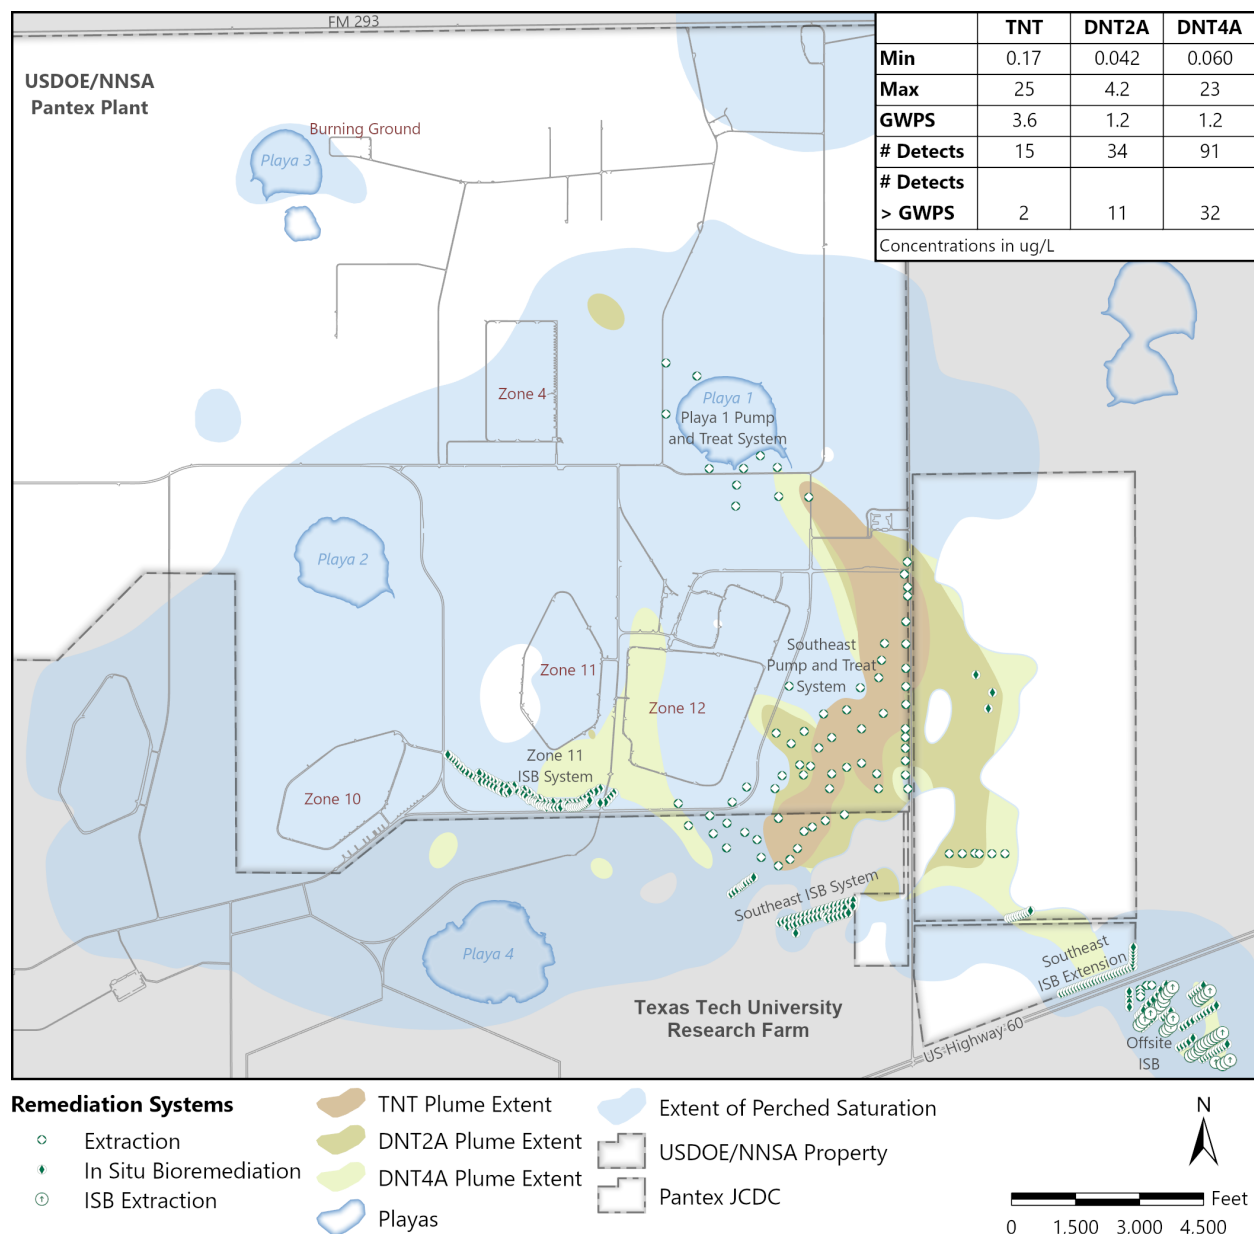 FM 293
USDOE/NNSA
Pantex Plant
TNT DNT2A DNT4A
Min 0.17 0.042 0.060
Max 25 4.2 23
GWPS 3.6 1.2 1.2
# Detects 15 34 91
# Detects
> GWPS 2 11 32
Concentrations in ug/L
Burning Ground
Playa 3
Zone 4
Playa 1
Playa 1 Pump
and Treat System
Playa 2
Zone 11
Zone 12
Southeast
Pump and Treat
System
Zone 11
ISB System
Zone 10
Southeast ISB System
Playa 4
Southeast
ISB Extension
Texas Tech University
Research Farm
US Highway 60
Offsite
ISB
Remediation Systems
Extraction
In Situ Bioremediation
ISB Extraction
TNT Plume Extent
DNT2A Plume Extent
DNT4A Plume Extent
Playas
Extent of Perched Saturation
USDOE/NNSA Property
Pantex JCDC
N
Feet
0 1,500 3,000 4,500